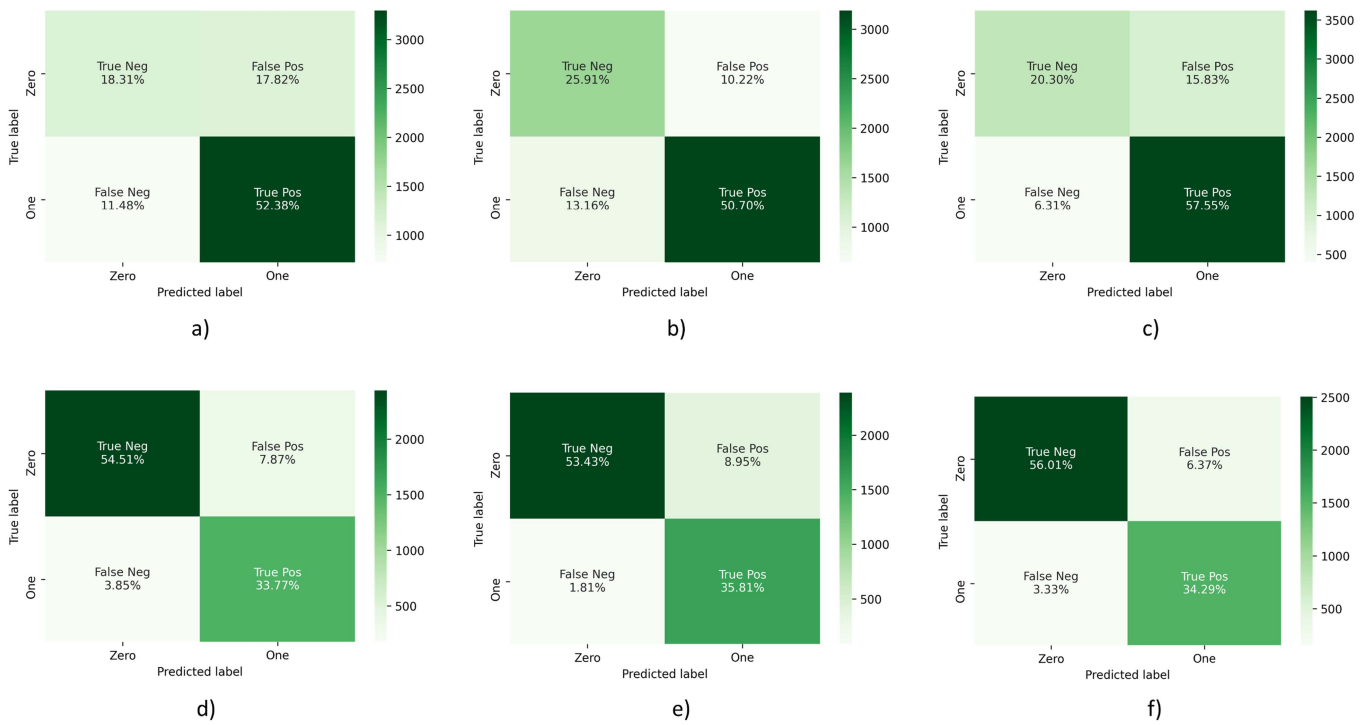 True Neg
18.31%
False Pos
17.82%
False Neg
11.48%
True Pos
52.38%
Zero
One
True label
Zero
One
Predicted label
3000
2500
2000
1500
1000
a)
True Neg
25.91%
False Pos
10.22%
False Neg
13.16%
True Pos
50.70%
Zero
One
True label
Zero
One
Predicted label
3000
2500
2000
1500
1000
b)
True Neg
20.30%
False Pos
15.83%
False Neg
6.31%
True Pos
57.55%
Zero
One
True label
Zero
One
Predicted label
3500
3000
2500
2000
1500
1000
500
c)
True Neg
54.51%
False Pos
7.87%
False Neg
3.85%
True Pos
33.77%
Zero
One
True label
Zero
One
Predicted label
2000
1500
1000
500
d)
True Neg
53.43%
False Pos
8.95%
False Neg
1.81%
True Pos
35.81%
Zero
One
True label
Zero
One
Predicted label
2000
1500
1000
500
e)
True Neg
56.01%
False Pos
6.37%
False Neg
3.33%
True Pos
34.29%
Zero
One
True label
Zero
One
Predicted label
2500
2000
1500
1000
500
f)